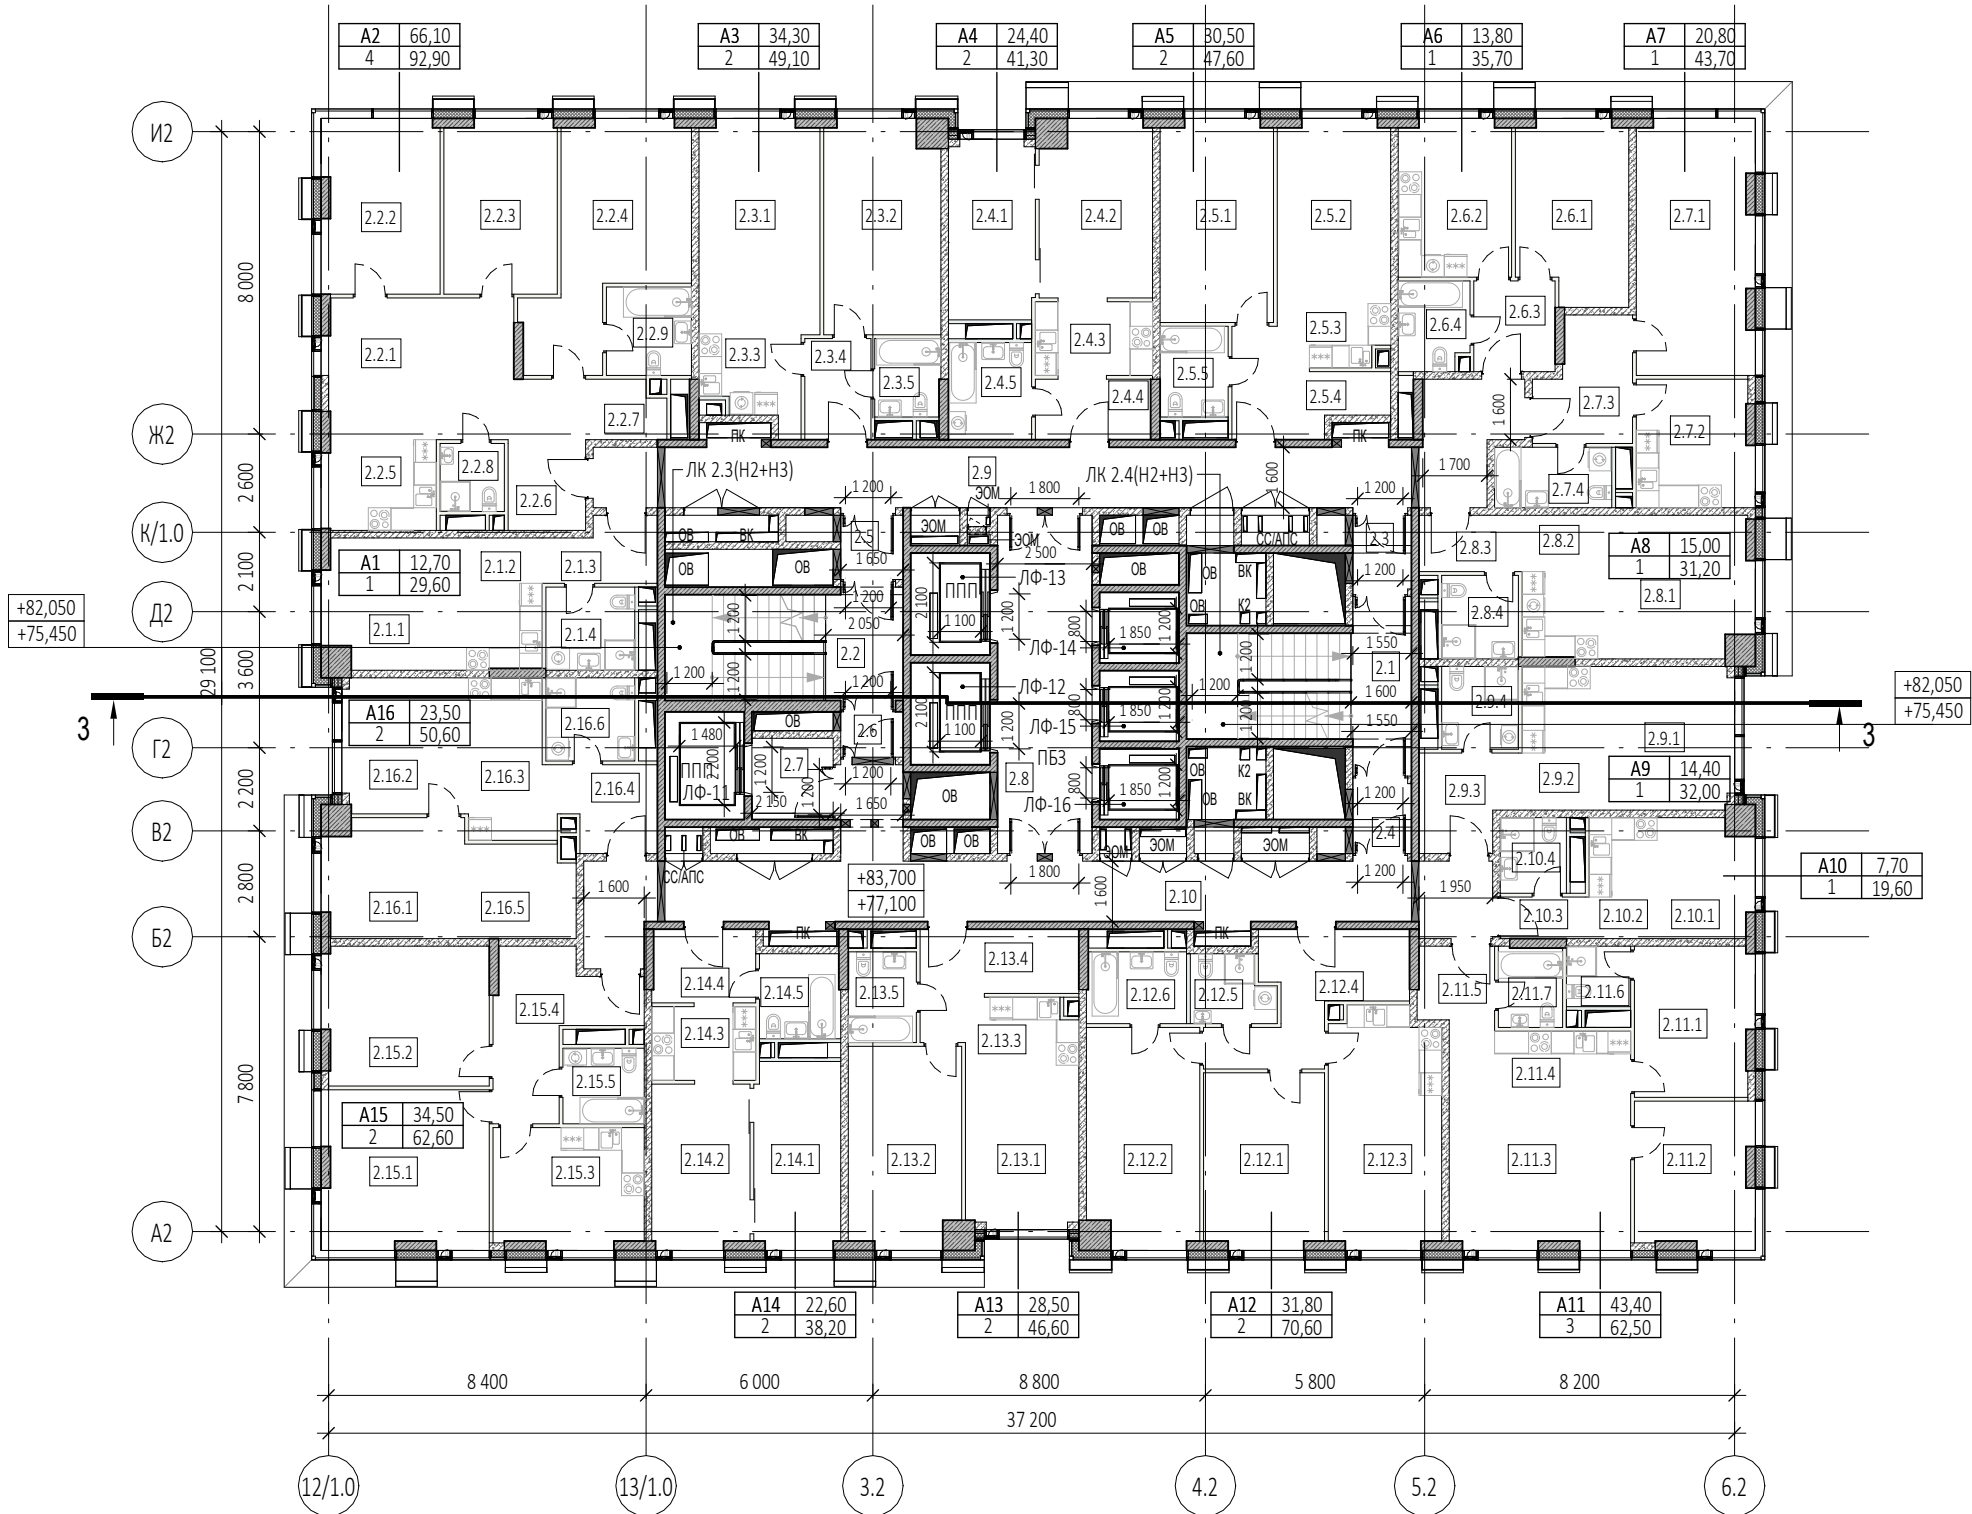 А2 66,10
4 92,90
А3 34,30
2 49,10
А4 24,40
2 41,30
А5 30,50
2 47,60
А6 13,80
1 35,70
А7 20,80
1 43,70
И2
2.2.2
2.2.3
2.2.4
2.3.1
2.3.2
2.4.1
2.4.2
2.5.1
2.5.2
2.6.2
2.6.1
2.7.1
8 000
2.2.1
2.2.9
2.3.3
2.3.4
2.3.5
2.4.5
2.4.3
2.4.4
2.5.5
2.5.3
2.5.4
2.6.4
2.6.3
1 600
2.7.3
2.7.2
2.2.7
ПК
ПК
Ж2
2.2.5
2.2.8
2.2.6
ЛК 2.3(Н2+Н3)
2.9
ЛК 2.4(Н2+Н3)
1 600
1 700
2.7.4
2 600
1 200
ЭОМ
1 800
1 200
К/1.0
ОВ
ВК
2.5
ЭОМ
ЭОМ
ОВ
ОВ
СС/АПС
2.3
2.8.3
2.8.2
А8 15,00
1 31,20
А1 12,70
1 29,60
2.1.2
2.1.3
ОВ
ОВ
1 650
2 500
ЛФ-13
ОВ
ОВ
ВК
1 200
2 100
+82,050
+75,450
Д2
2.1.1
2.1.4
1 200
1 200
2 050
2 100
ППП
1 100
1 200
800
1 850
1 200
ОВ
К2
2.8.4
2.8.1
ЛФ-14
2.2
1 200
1 550
2.1
29 100
3 600
1 200
1 200
1 200
ЛФ-12
ППП
1 200
1 600
+82,050
+75,450
А16 23,50
2 50,60
2.16.6
2.9.4
3
3
1 480
ОВ
2.6
2 100
1 100
1 200
800
ЛФ-15
1 850
1 200
1 200
1 550
2.9.1
Г2
2.16.2
2.16.3
2.16.4
ППП
2 200
ЛФ-11
1 200
2.7
1 200
ПБЗ
2.8
ОВ
К2
2.9.2
А9 14,40
1 32,00
2 200
2 150
1 200
1 650
ОВ
ЛФ-16
800
1 850
1 200
ОВ
ВК
1 200
2.9.3
В2
ОВ
ВК
ОВ
ОВ
ЭОМ
ЭОМ
ЭОМ
2.4
2.10.4
2 800
СС/АПС
1 600
+83,700
+77,100
1 800
1 600
2.10
1 200
1 950
А10 7,70
1 19,60
2.16.1
2.16.5
2.10.3
2.10.2
2.10.1
Б2
ПК
ПК
2.14.4
2.14.5
2.13.5
2.13.4
2.12.6
2.12.5
2.12.4
2.11.5
2.11.7
2.11.6
2.15.4
2.15.2
2.14.3
2.13.3
2.11.1
2.15.5
2.11.4
7 800
А15 34,50
2 62,60
2.15.1
2.15.3
2.14.2
2.14.1
2.13.2
2.13.1
2.12.2
2.12.1
2.12.3
2.11.3
2.11.2
А2
А14 22,60
2 38,20
А13 28,50
2 46,60
А12 31,80
2 70,60
А11 43,40
3 62,50
8 400
6 000
8 800
5 800
8 200
37 200
12/1.0
13/1.0
3.2
4.2
5.2
6.2